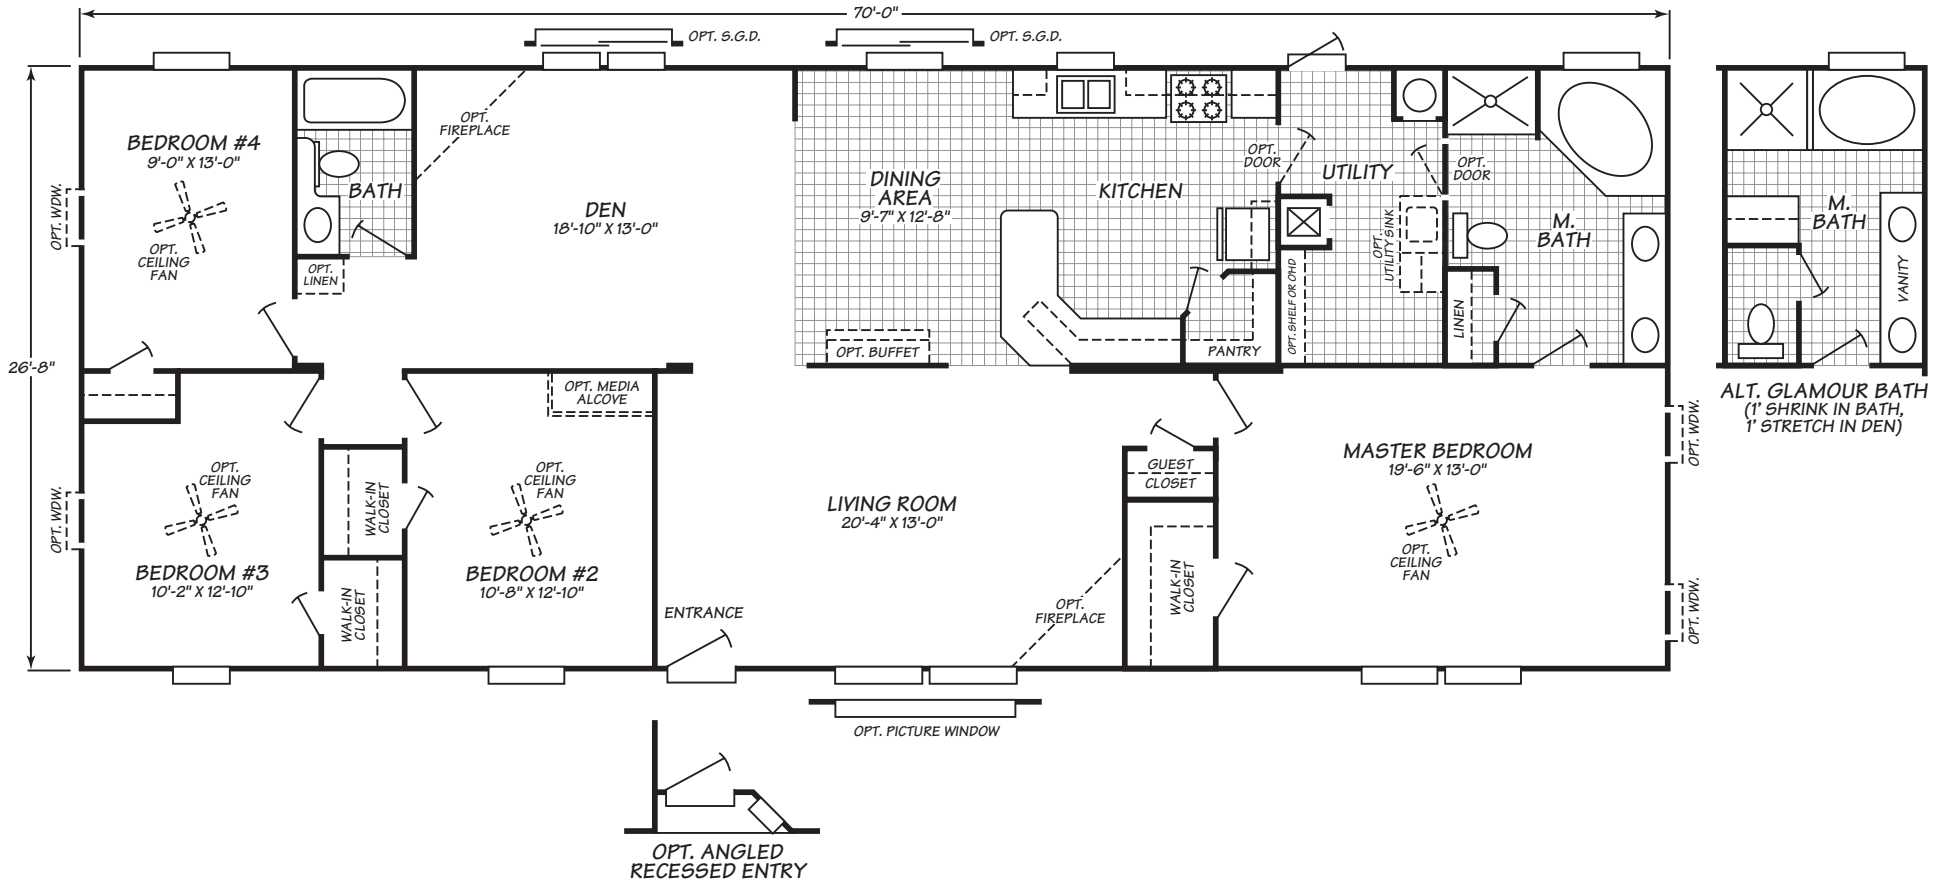 70'-0"
OPT. S.G.D.
OPT. S.G.D.
BEDROOM #4
9'-0" X 13'-0"
OPT. WDW.
OPT.
CEILING
FAN
BATH
OPT.
LINEN
OPT.
FIREPLACE
DEN
18'-10" X 13'-0"
DINING
AREA
9'-7" X 12'-8"
OPT. BUFFET
KITCHEN
PANTRY
OPT.
DOOR
UTILITY
OPT. SHELF OR OHD
OPT.
UTILITY SINK
OPT.
DOOR
M.
BATH
LINEN
M.
BATH
VANITY
ALT. GLAMOUR BATH
(1' SHRINK IN BATH,
1' STRETCH IN DEN)
26'-8"
OPT. WDW.
OPT.
CEILING
FAN
BEDROOM #3
10'-2" X 12'-10"
WALK-IN
CLOSET
WALK-IN
CLOSET
OPT. MEDIA
ALCOVE
OPT.
CEILING
FAN
BEDROOM #2
10'-8" X 12'-10"
ENTRANCE
LIVING ROOM
20'-4" X 13'-0"
OPT.
FIREPLACE
GUEST
CLOSET
WALK-IN
CLOSET
MASTER BEDROOM
19'-6" X 13'-0"
OPT.
CEILING
FAN
OPT. WDW.
OPT. WDW.
OPT. PICTURE WINDOW
OPT. ANGLED
RECESSED ENTRY